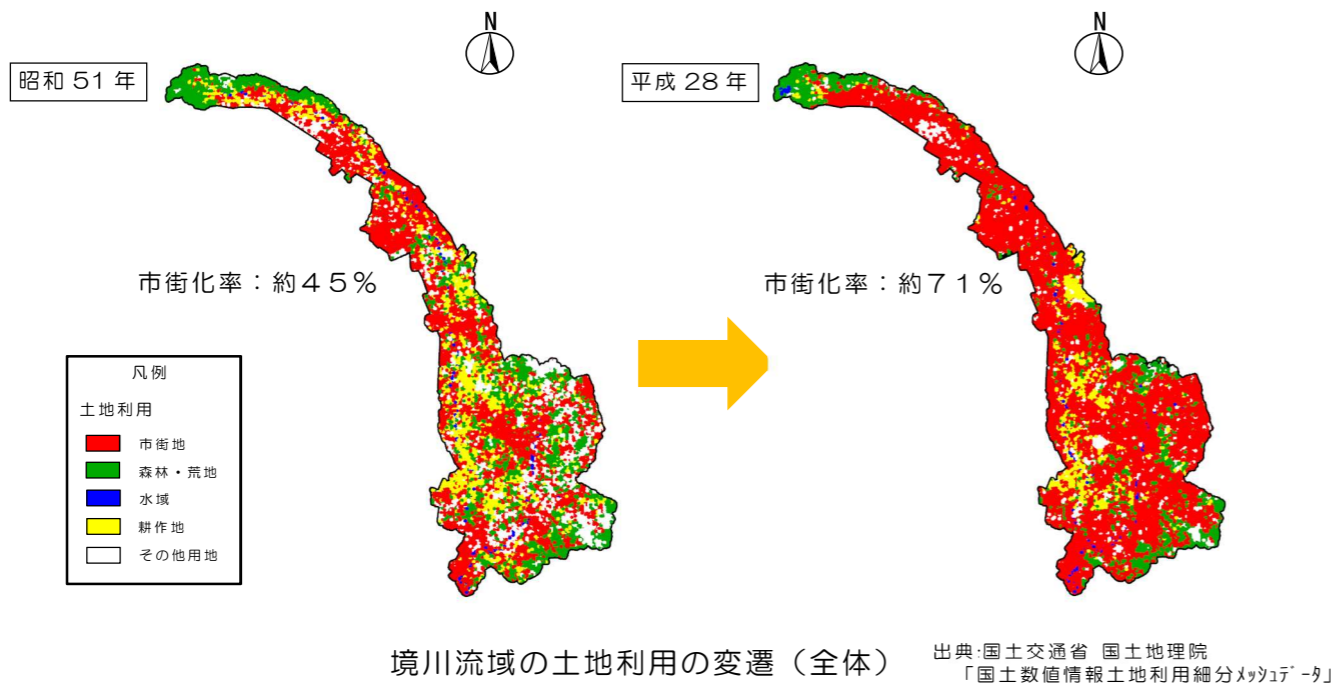 N
N
昭和 51 年
平成 28 年
市街化率：約４５％
市街化率：約７１％
凡例
土地利用
市街地
森林・荒地
水域
耕作地
その他用地
境川流域の土地利用の変遷（全体）
出典:国土交通省 国土地理院
「国土数値情報土地利用細分ﾒｯｼｭﾃﾞｰﾀ」